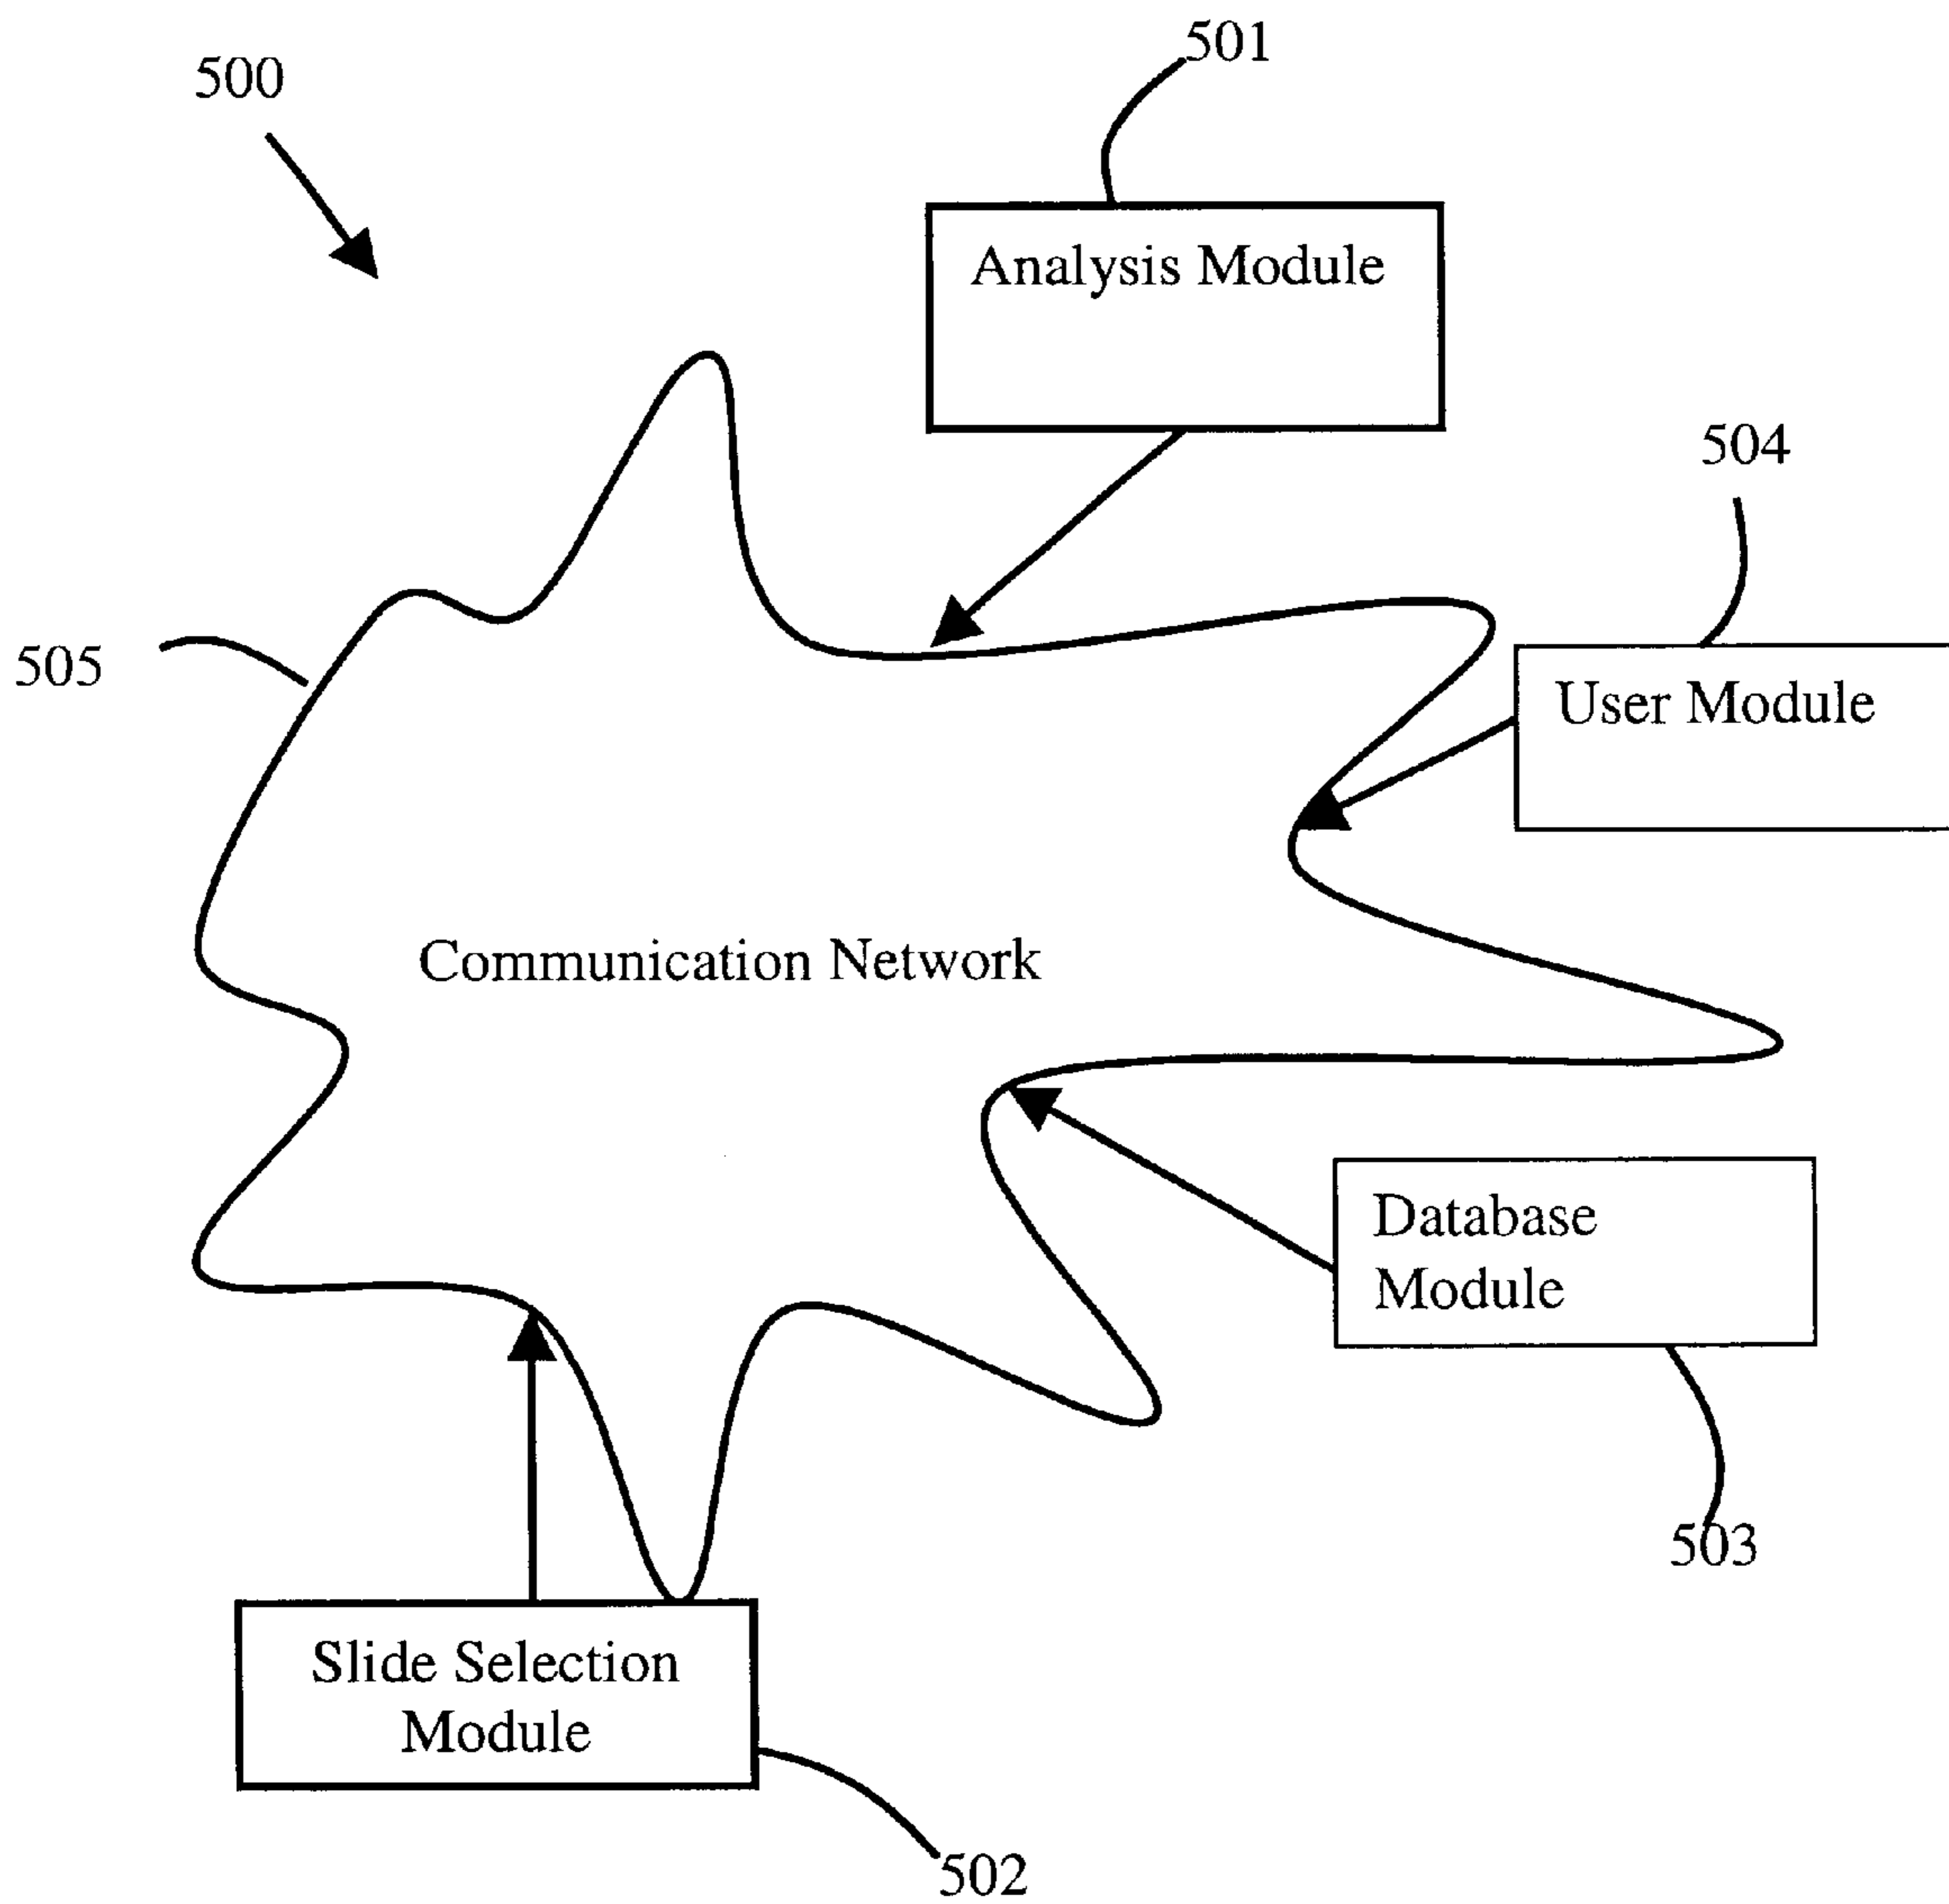 501
500
Analysis Module
504
505
User Module
Communication Network
Database
Module
503
Slide Selection
Module
502